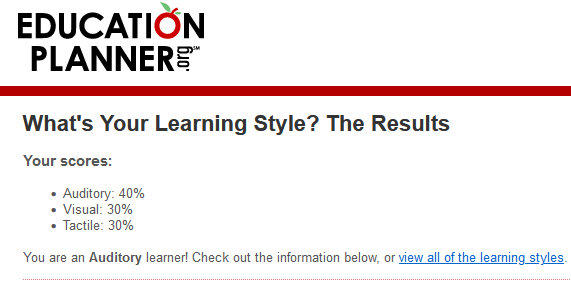 EDUCATION
PLANNER.org℠
What's Your Learning Style? The Results
Your scores:
• Auditory: 40%
• Visual: 30%
• Tactile: 30%
You are an Auditory learner! Check out the information below, or view all of the learning styles.